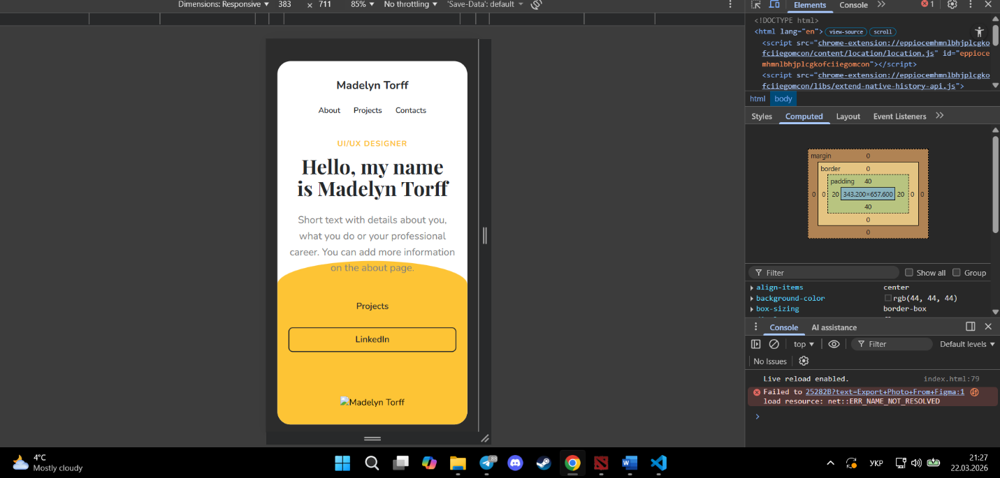 Dimensions: Responsive ▼ 383 × 711 85% ▼ No throttling ▼ 'Save-Data': default ▼
Elements Console 1
<!DOCTYPE html>
<html lang="en"> view-source scroll
<script src="chrome-extension://eppiocemhmnlbhjplcgko
fciiegomcon/content/location/location.js" id="eppioce
mhmnlbhjplcgkofciiegomcon"></script>
<script src="chrome-extension://eppiocemhmnlbhjplcgko
fciiegomcon/libs/extend-native-history-api.js">
html body
Styles Computed Layout Event Listeners
margin 0
border 0
padding 40
0 0 20 343.200×657.600 20 0 0
40
0
0
Filter Show all Group
align-items center
background-color rgb(44, 44, 44)
box-sizing border-box
Console AI assistance
top ▼ Filter Default levels ▼
No Issues
Live reload enabled. index.html:79
Failed to 25282B?text=Export+Photo+From+Figma:1
load resource: net::ERR_NAME_NOT_RESOLVED
Madelyn Torff
About Projects Contacts
UI/UX DESIGNER
Hello, my name
is Madelyn Torff
Short text with details about you,
what you do or your professional
career. You can add more information
on the about page.
Projects
LinkedIn
Madelyn Torff
4°C
Mostly cloudy
88
УКР
21:27
22.03.2026